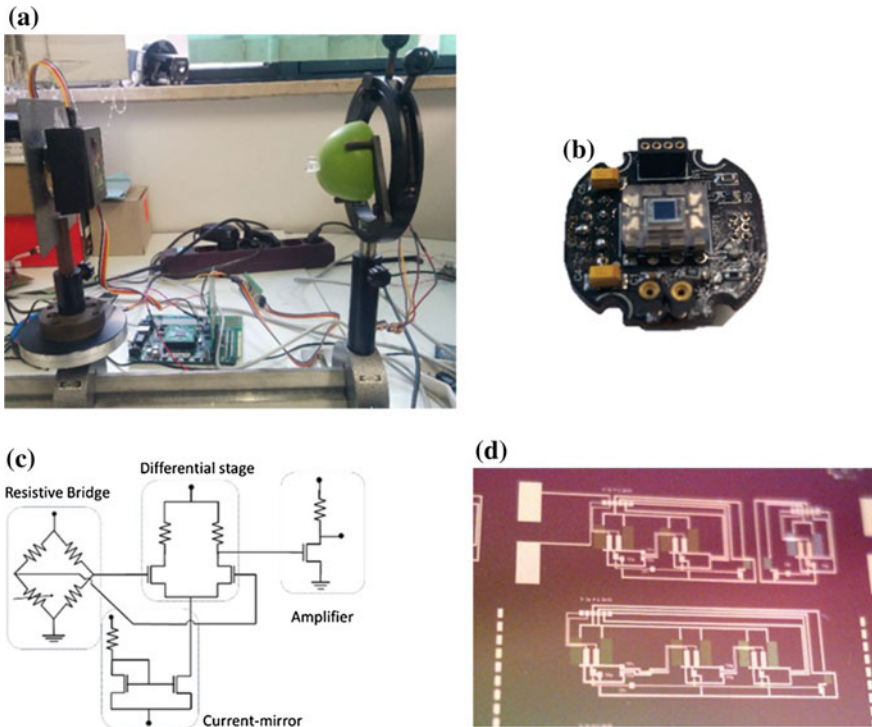 (a)
(b)
(c)
Differential stage
Resistive Bridge
Amplifier
Current-mirror
(d)